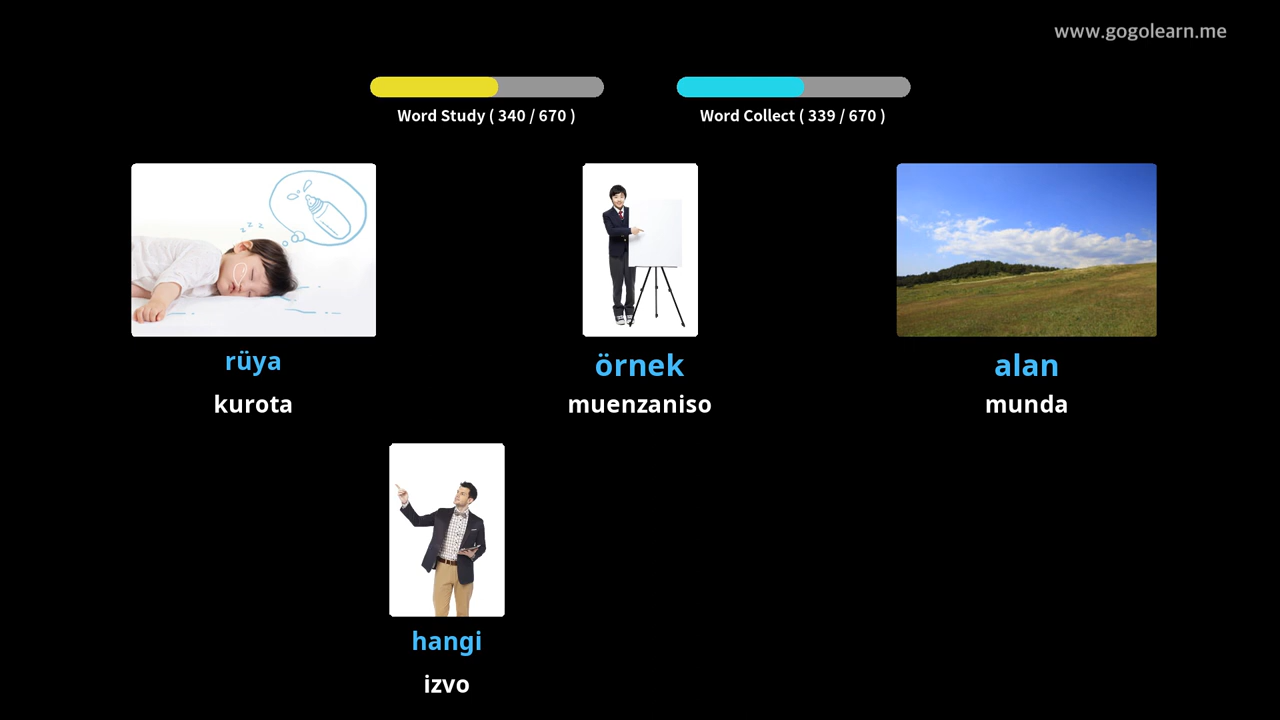 www.gogolearn.me
Word Study ( 340 / 670 )
Word Collect ( 339 / 670 )
rüya
kurota
örnek
muenzaniso
alan
munda
hangi
izvo